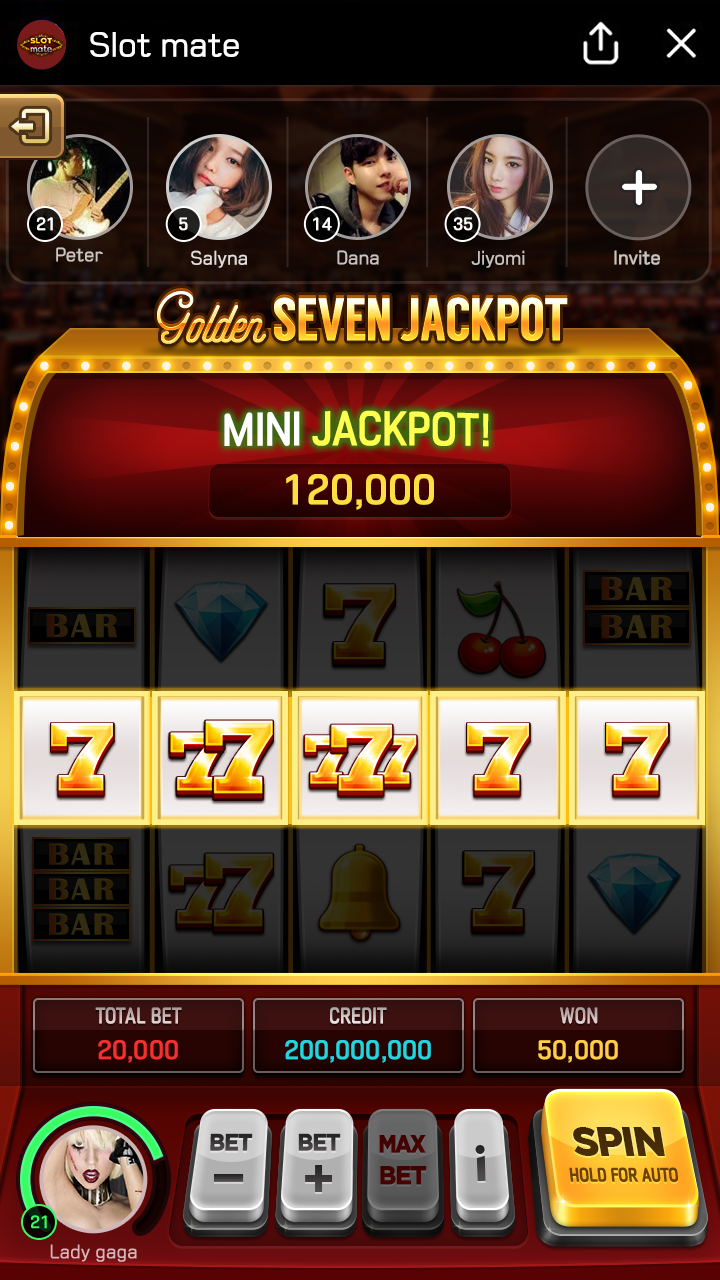 SLOT
mate
Slot mate
21
5
14
35
Peter
Salyna
Dana
Jiyomi
Invite
Golden SEVEN JACKPOT
MINI JACKPOT!
120,000
BAR
7
BAR
BAR
7
77
777
7
7
BAR
BAR
BAR
77
7
TOTAL BET
20,000
CREDIT
200,000,000
WON
50,000
BET
−
BET
+
MAX
BET
i
SPIN
HOLD FOR AUTO
21
Lady gaga